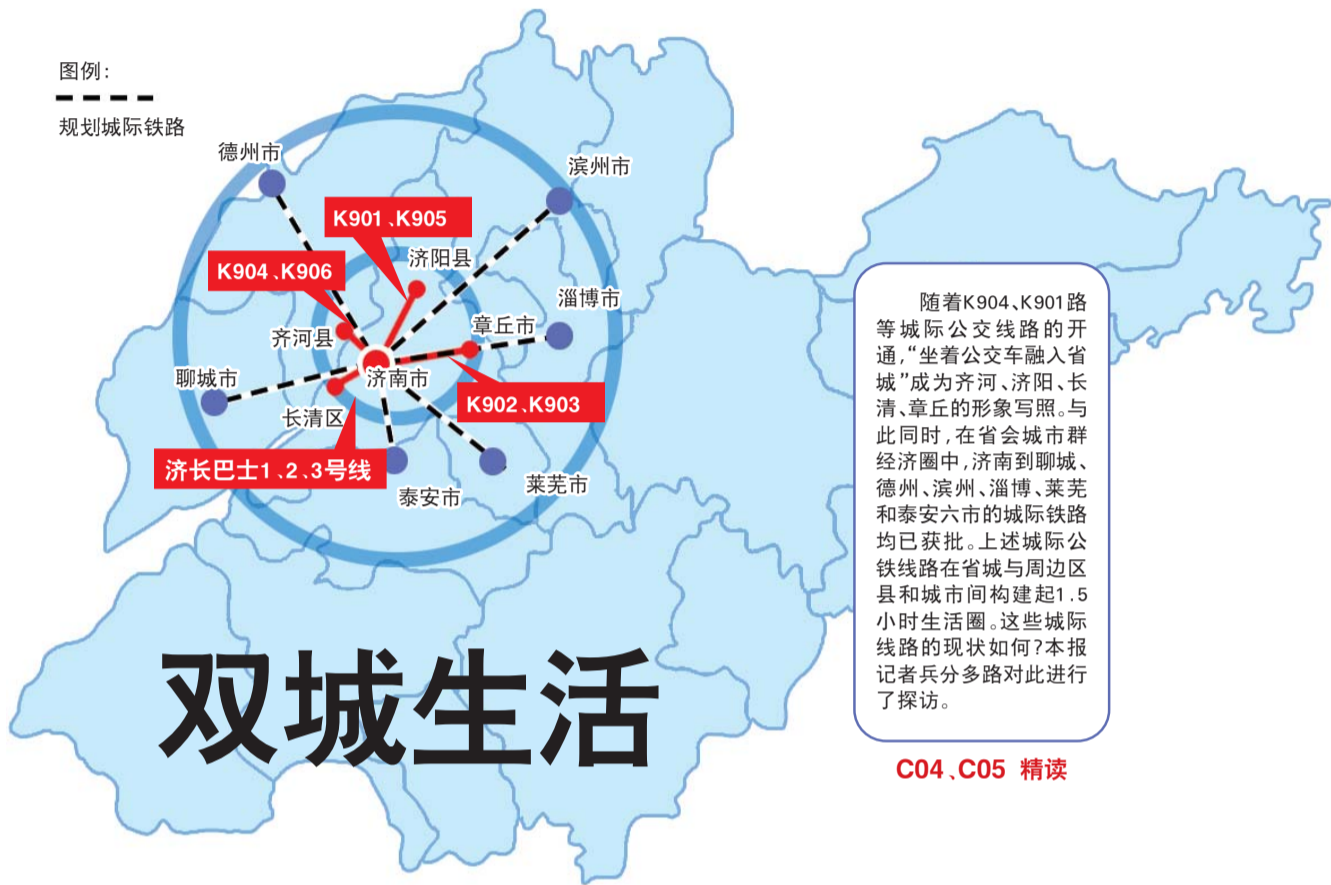 图例:
规划城际铁路
德州市
滨州市
K901、K905
济阳县
K904、K906
淄博市
齐河县
章丘市
聊城市
济南市
长清区
K902、K903
济长巴士1、2、3号线
泰安市
莱芜市
随着K904、K901路
等城际公交线路的开
通,“坐着公交车融入省
城”成为齐河、济阳、长
清、章丘的形象写照。与
此同时,在省会城市群
经济圈中,济南到聊城、
德州、滨州、淄博、莱芜
和泰安六市的城际铁路
均已获批。上述城际公
铁线路在省城与周边区
县和城市间构建起1.5
小时生活圈。这些城际
线路的现状如何?本报
记者兵分多路对此进行
了探访。
双城生活
C04、C05 精读